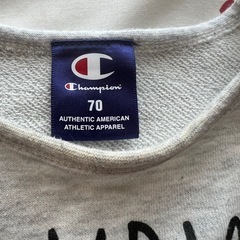 Champion
70
AUTHENTIC AMERICAN
ATHLETIC APPAREL